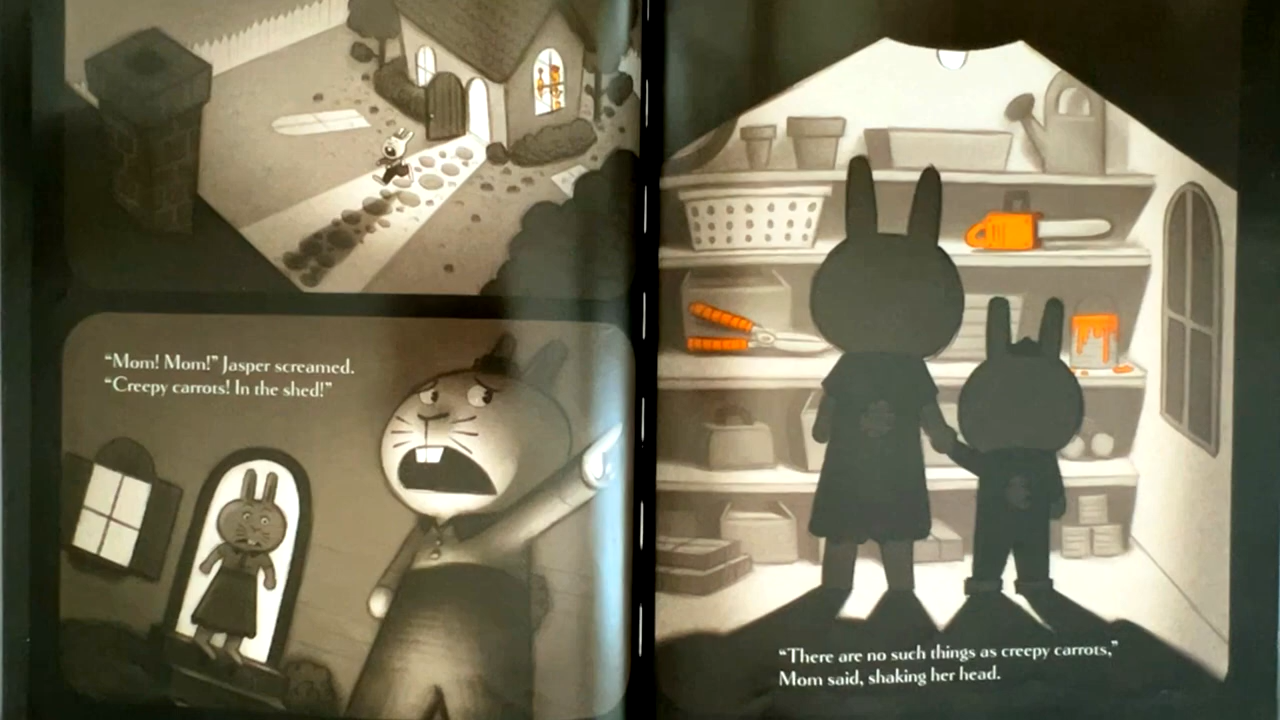 “Mom! Mom!” Jasper screamed.
“Creepy carrots! In the shed!”
“There are no such things as creepy carrots,”
Mom said, shaking her head.